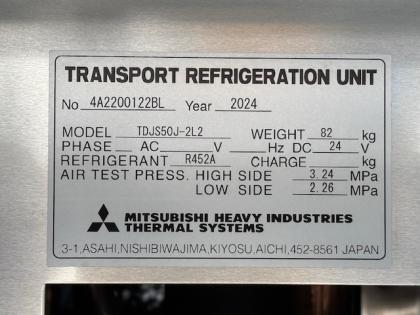 TRANSPORT REFRIGERATION UNIT
No 4A2200122BL Year 2024
MODEL TDJS50J-2L2 WEIGHT 82 kg
PHASE AC V Hz DC 24 V
REFRIGERANT R452A CHARGE kg
AIR TEST PRESS. HIGH SIDE 3.24 MPa
LOW SIDE 2.26 MPa
MITSUBISHI HEAVY INDUSTRIES
THERMAL SYSTEMS
3-1,ASAHI,NISHIBIWAJIMA,KIYOSU,AICHI,452-8561 JAPAN